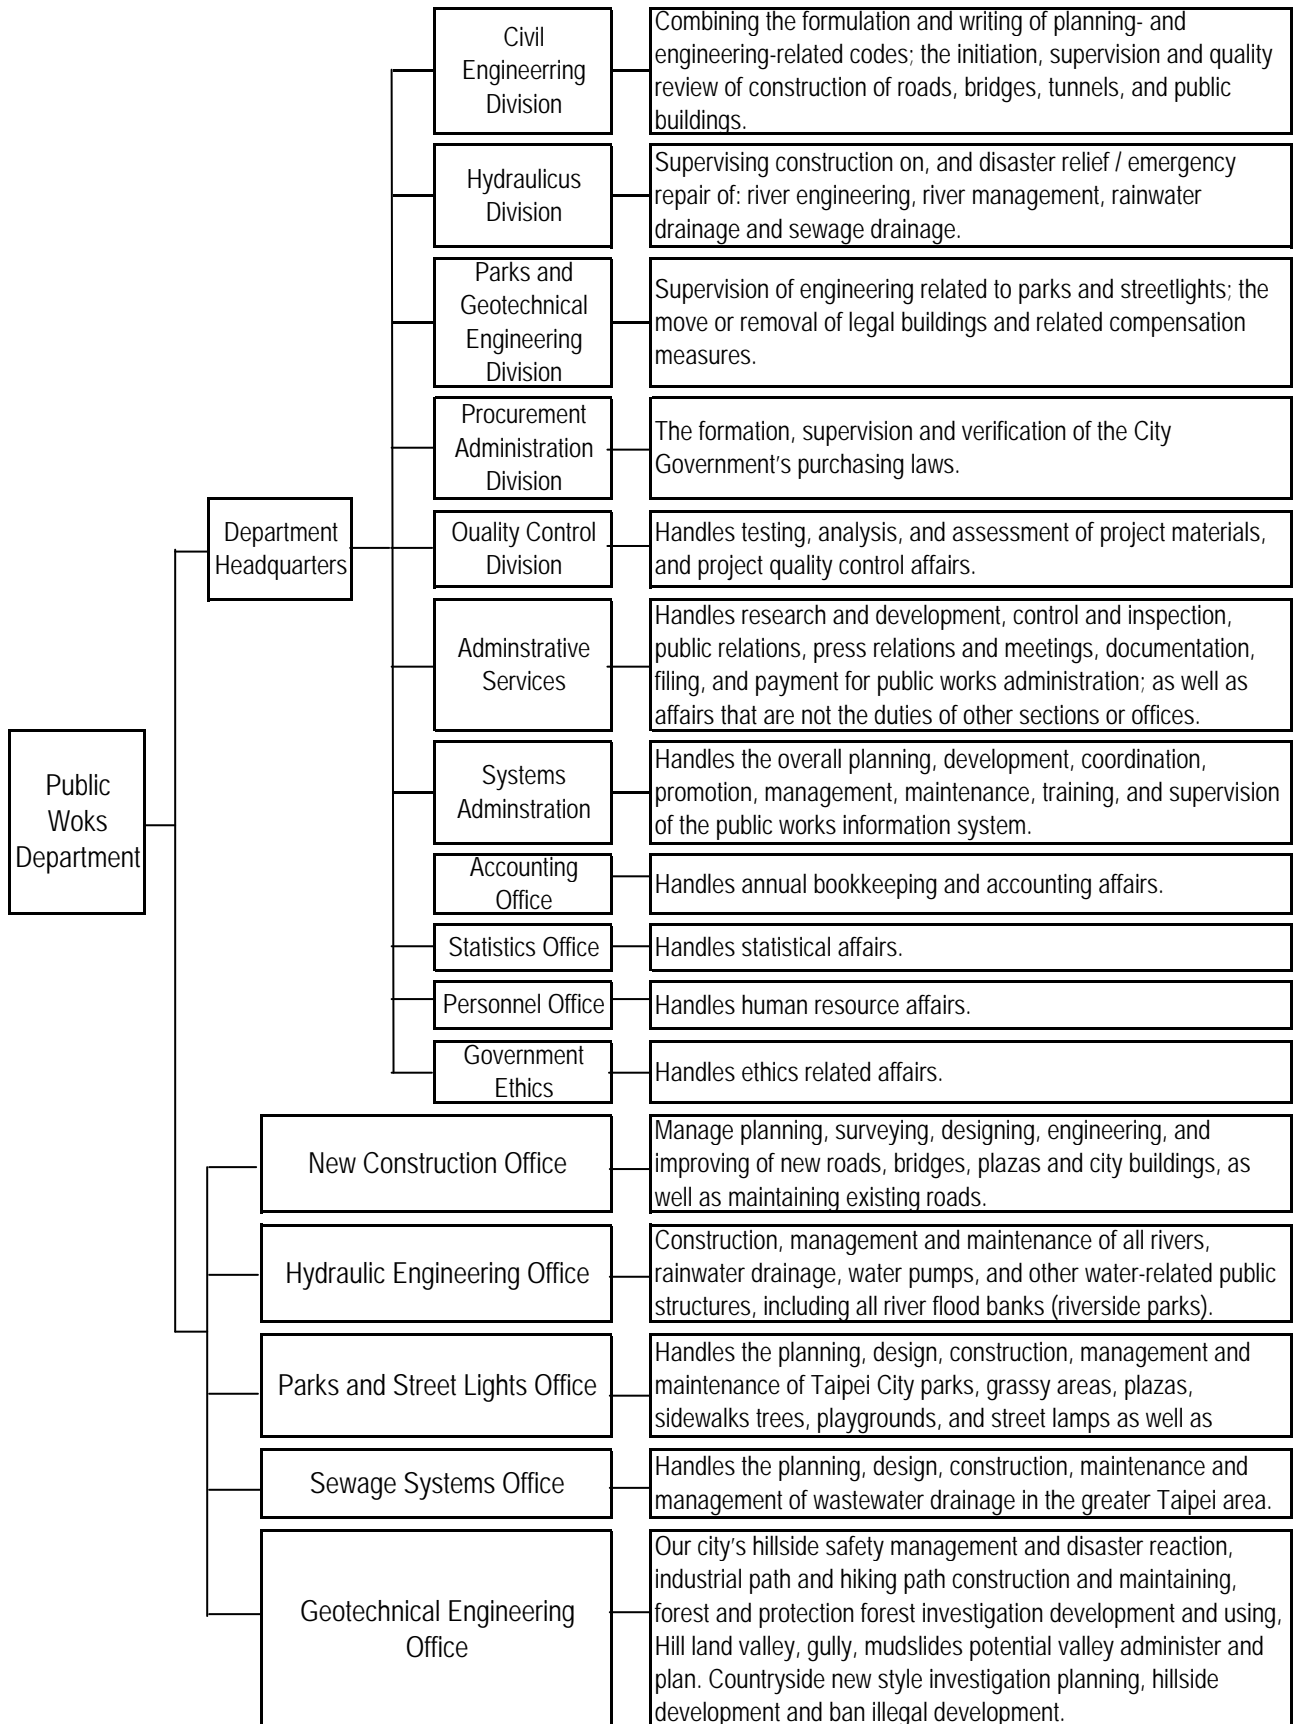 Civil
Engineerring
Division
Combining the formulation and writing of planning- and
engineering-related codes; the initiation, supervision and quality
review of construction of roads, bridges, tunnels, and public
buildings.
Hydraulicus
Division
Supervising construction on, and disaster relief / emergency
repair of: river engineering, river management, rainwater
drainage and sewage drainage.
Parks and
Geotechnical
Engineering
Division
Supervision of engineering related to parks and streetlights; the
move or removal of legal buildings and related compensation
measures.
Procurement
Administration
Division
The formation, supervision and verification of the City
Government's purchasing laws.
Department
Headquarters
Ouality Control
Division
Handles testing, analysis, and assessment of project materials,
and project quality control affairs.
Adminstrative
Services
Handles research and development, control and inspection,
public relations, press relations and meetings, documentation,
filing, and payment for public works administration; as well as
affairs that are not the duties of other sections or offices.
Public
Woks
Department
Systems
Adminstration
Handles the overall planning, development, coordination,
promotion, management, maintenance, training, and supervision
of the public works information system.
Accounting
Office
Handles annual bookkeeping and accounting affairs.
Statistics Office
Handles statistical affairs.
Personnel Office
Handles human resource affairs.
Government
Ethics
Handles ethics related affairs.
New Construction Office
Manage planning, surveying, designing, engineering, and
improving of new roads, bridges, plazas and city buildings, as
well as maintaining existing roads.
Hydraulic Engineering Office
Construction, management and maintenance of all rivers,
rainwater drainage, water pumps, and other water-related public
structures, including all river flood banks (riverside parks).
Parks and Street Lights Office
Handles the planning, design, construction, management and
maintenance of Taipei City parks, grassy areas, plazas,
sidewalks trees, playgrounds, and street lamps as well as
Sewage Systems Office
Handles the planning, design, construction, maintenance and
management of wastewater drainage in the greater Taipei area.
Geotechnical Engineering
Office
Our city's hillside safety management and disaster reaction,
industrial path and hiking path construction and maintaining,
forest and protection forest investigation development and using,
Hill land valley, gully, mudslides potential valley administer and
plan. Countryside new style investigation planning, hillside
development and ban illegal development.